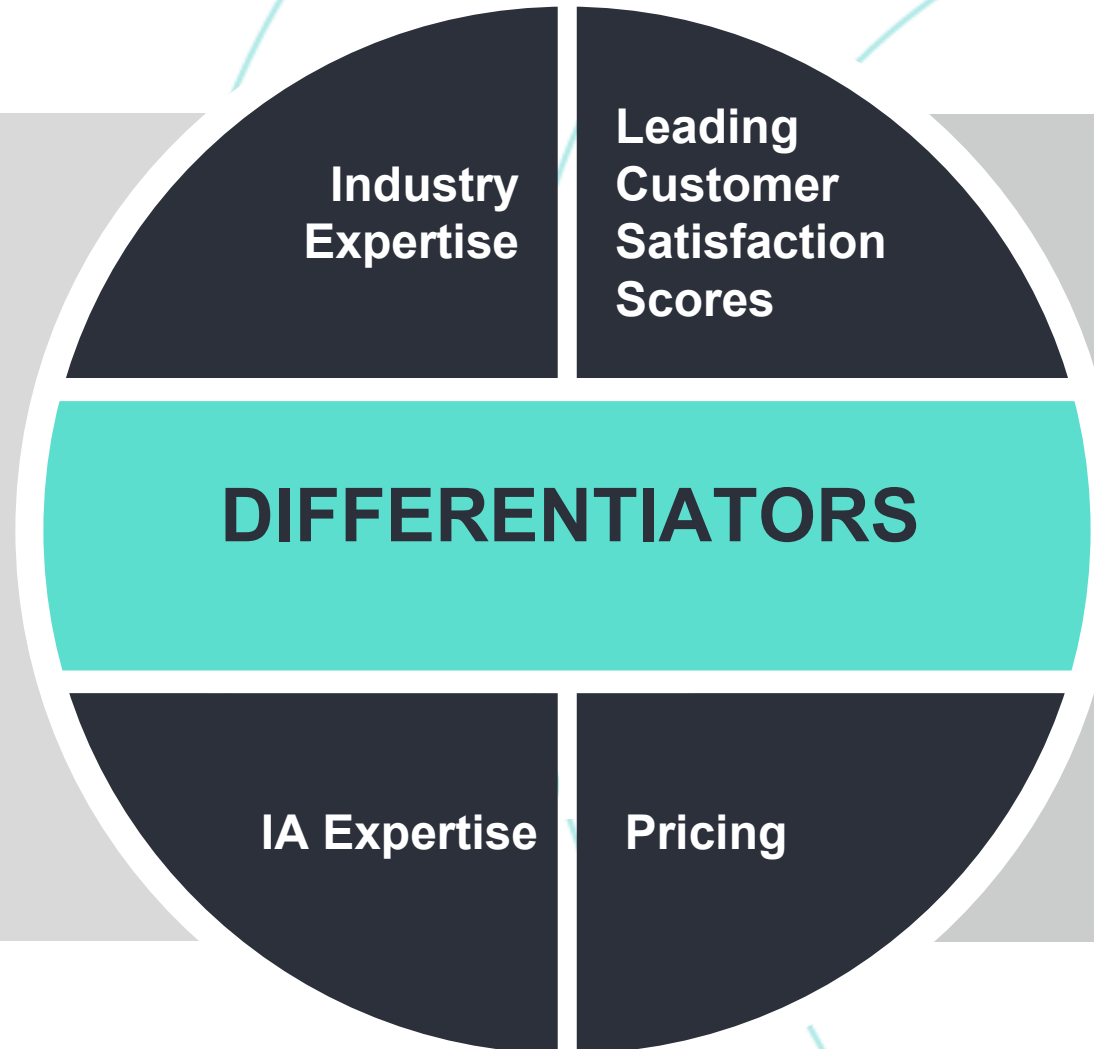 Industry
Expertise
Leading
Customer
Satisfaction
Scores
DIFFERENTIATORS
IA Expertise
Pricing